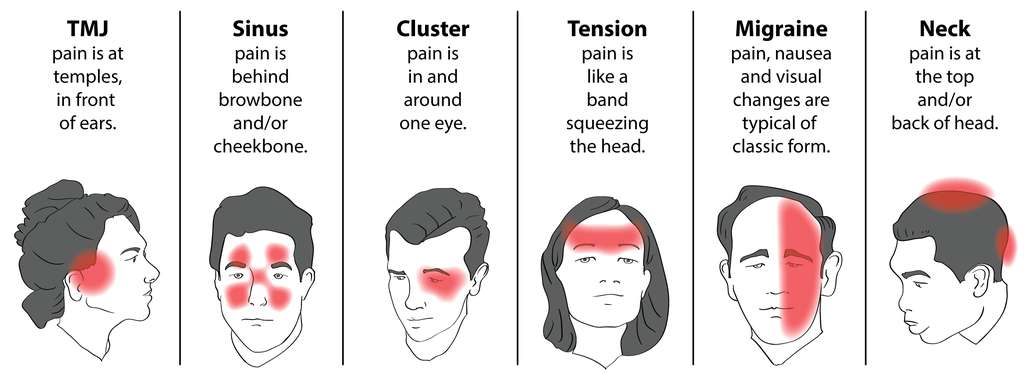 TMJ
pain is at
temples,
in front
of ears.
Sinus
pain is
behind
browbone
and/or
cheekbone.
Cluster
pain is
in and
around
one eye.
Tension
pain is
like a
band
squeezing
the head.
Migraine
pain, nausea
and visual
changes are
typical of
classic form.
Neck
pain is at
the top
and/or
back of head.